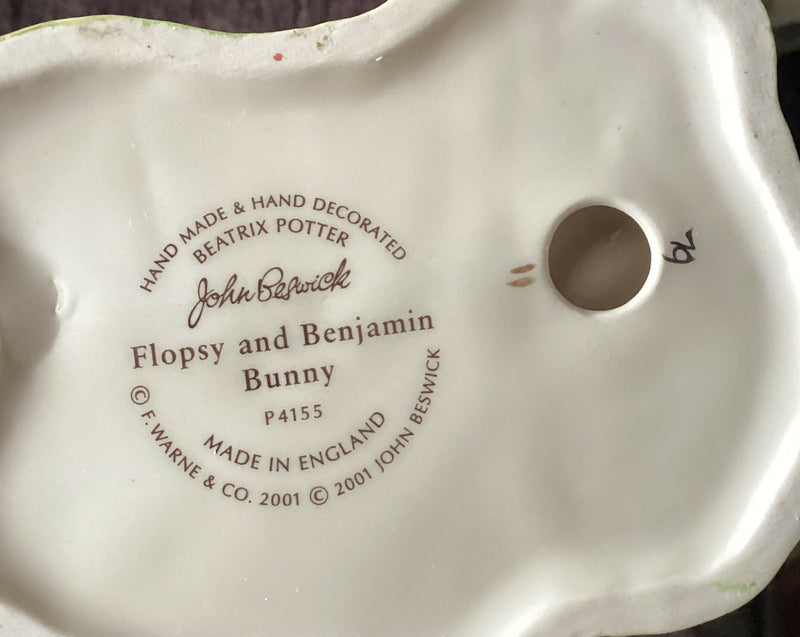 HAND MADE & HAND DECORATED
BEATRIX POTTER
John Beswick
Flopsy and Benjamin
Bunny
P4155
MADE IN ENGLAND
© F. WARNE & CO. 2001 © 2001 JOHN BESWICK